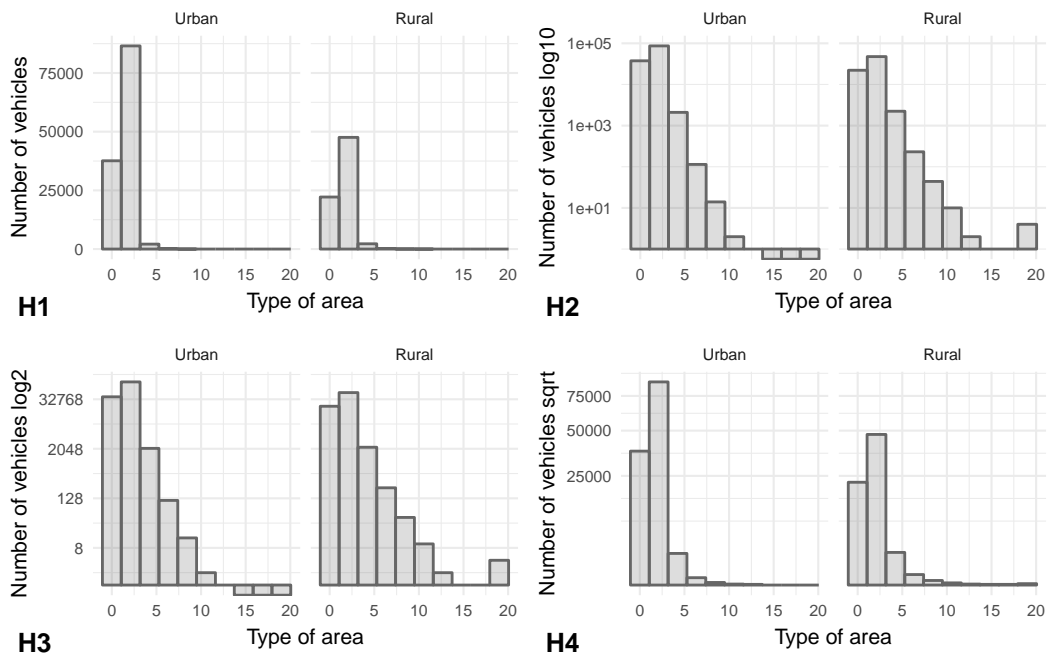 Urban Rural
Number of vehicles
75000
50000
25000
0
0 5 10 15 20 0 5 10 15 20
Type of area
H1
Urban Rural
Number of vehicles log10
1e+05
1e+03
1e+01
0 5 10 15 20 0 5 10 15 20
Type of area
H2
Urban Rural
Number of vehicles log2
32768
2048
128
8
0 5 10 15 20 0 5 10 15 20
Type of area
H3
Urban Rural
Number of vehicles sqrt
75000
50000
25000
0 5 10 15 20 0 5 10 15 20
Type of area
H4